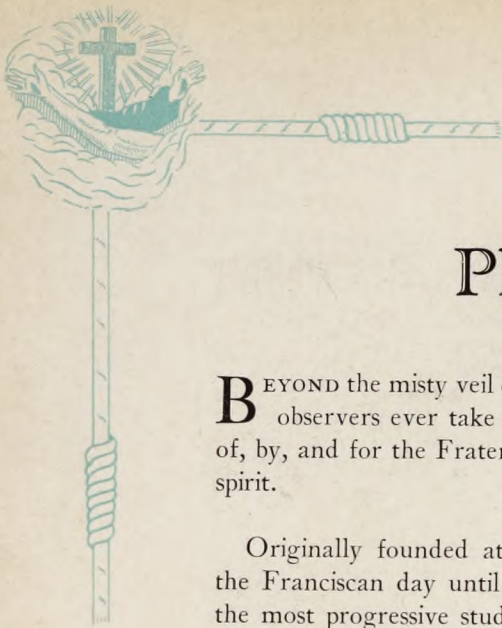 P
BEYOND the misty veil
observers ever take
of, by, and for the Frater
spirit.
Originally founded at
the Franciscan day until
the most progressive stud